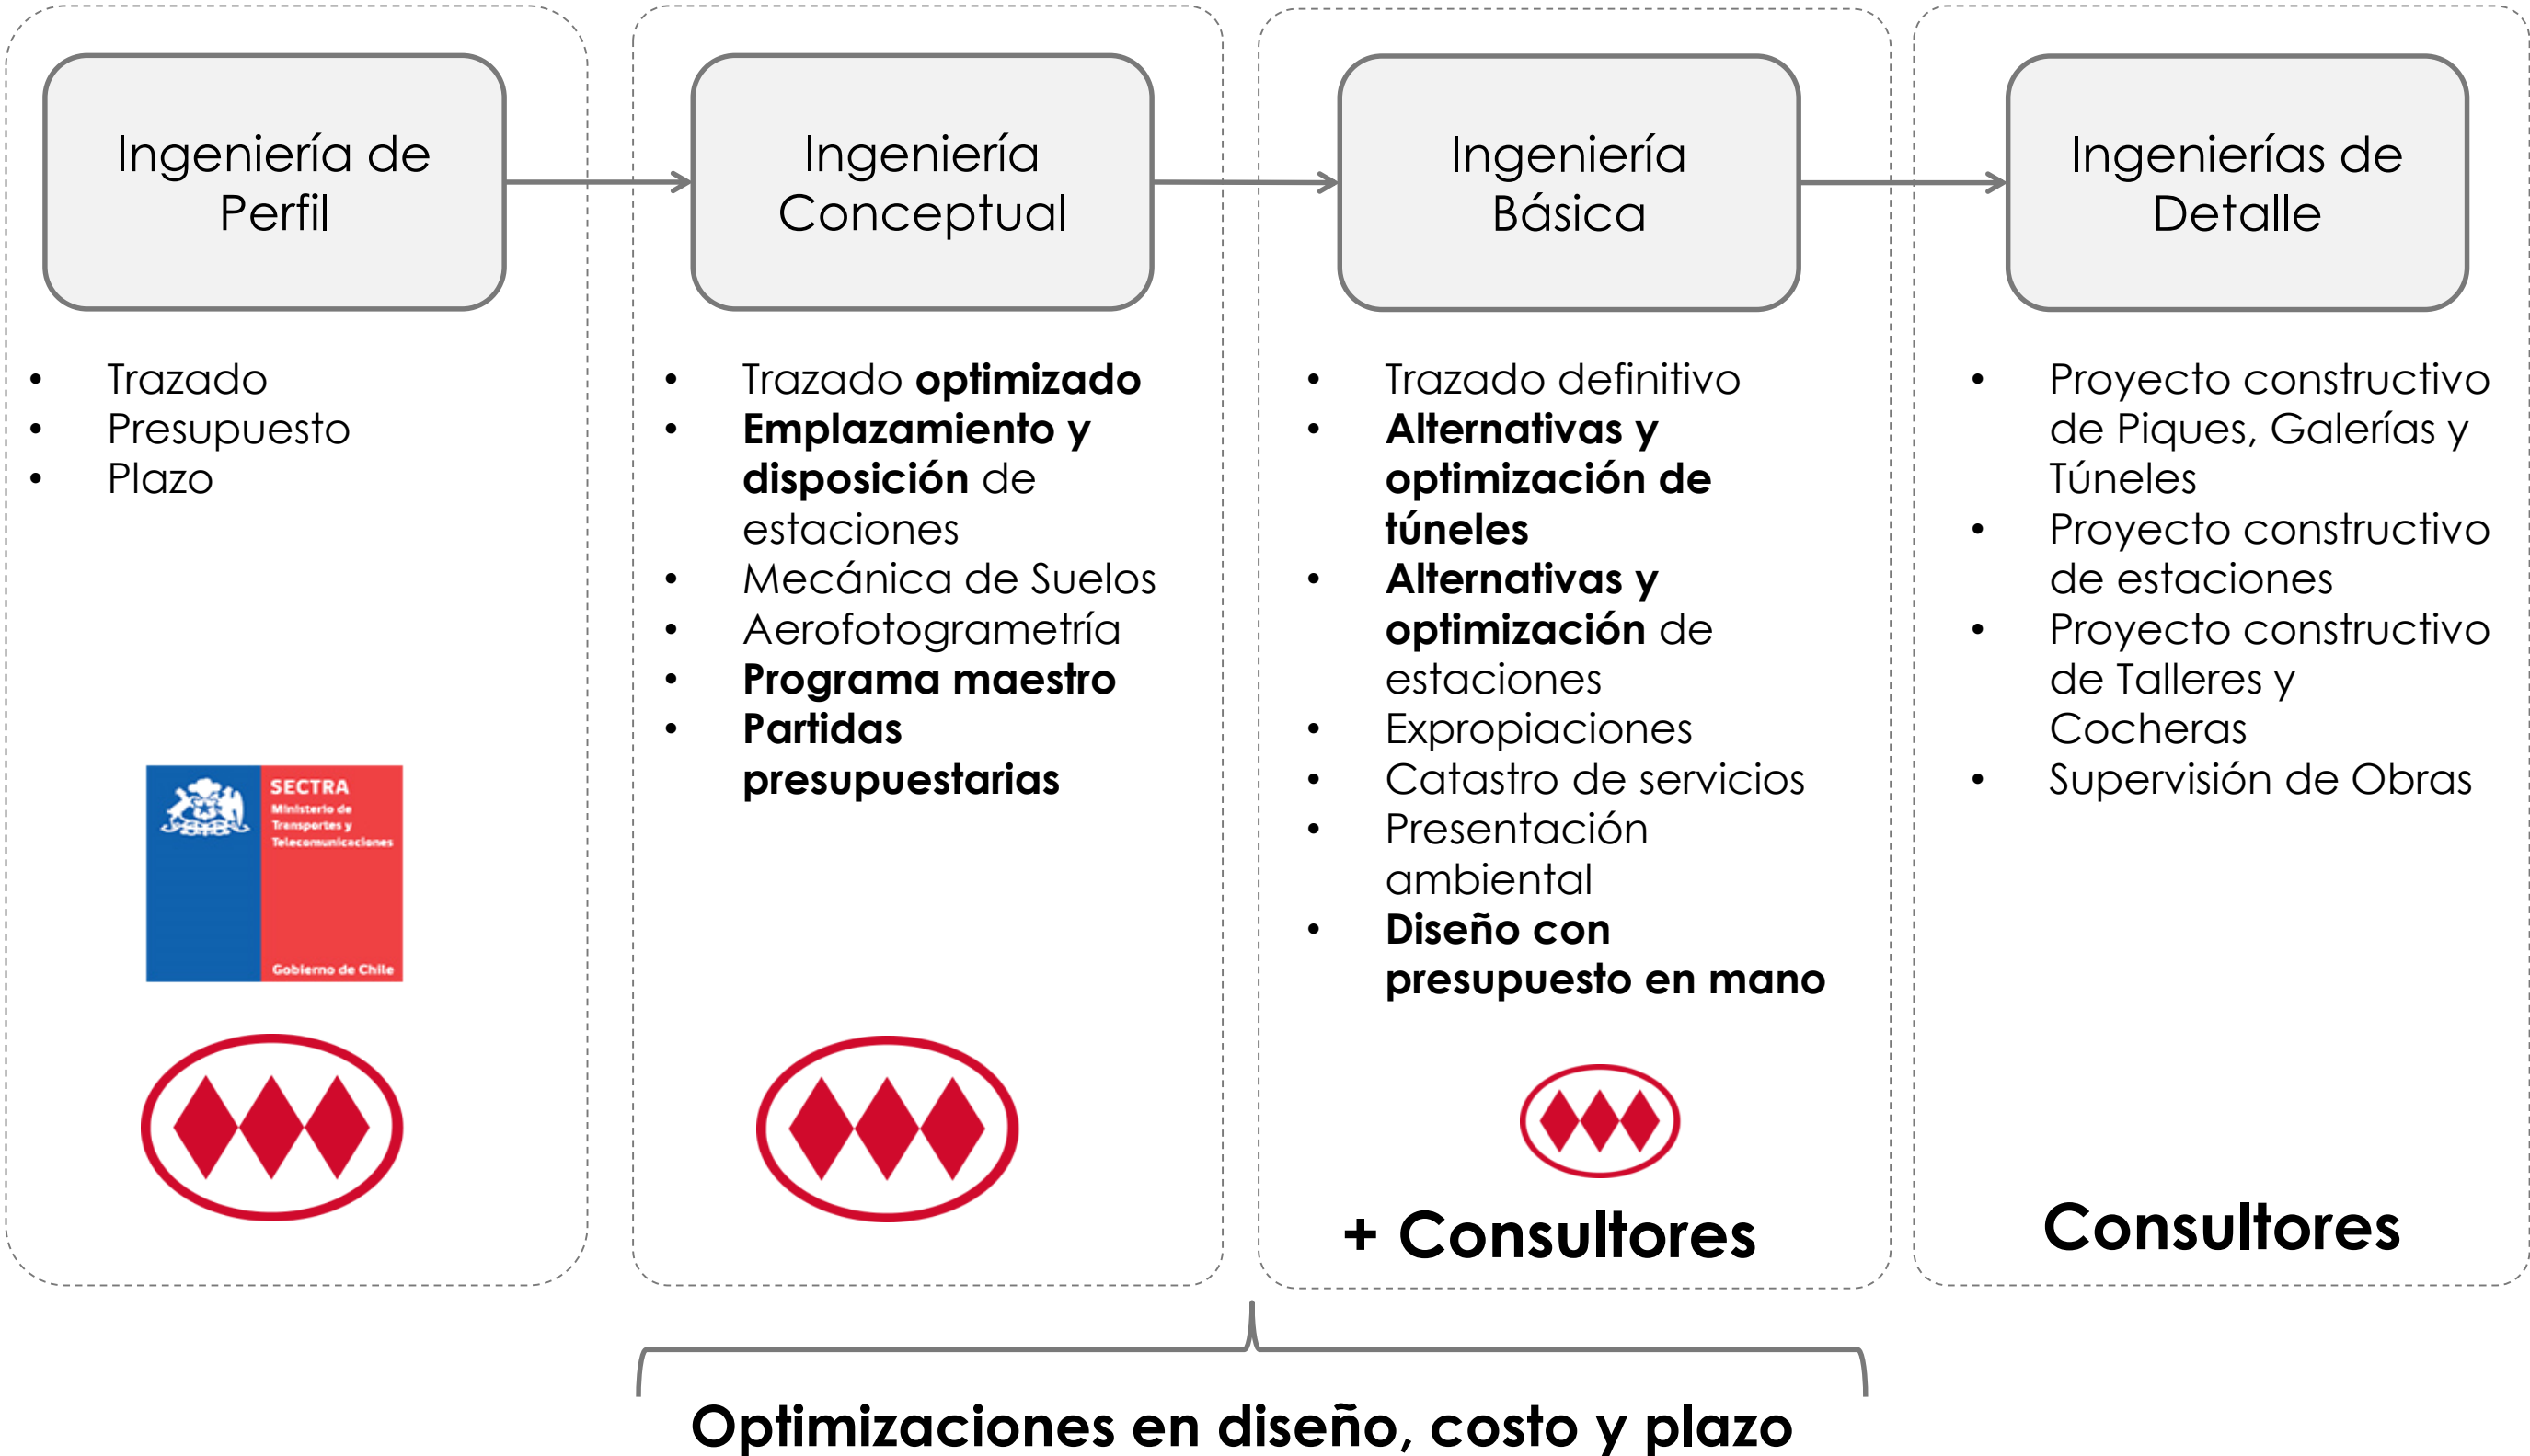 Ingeniería de
Perfil
• Trazado
• Presupuesto
• Plazo
SECTRA
Ministerio de
Transportes y
Telecomunicaciones
Gobierno de Chile
Ingeniería
Conceptual
• Trazado optimizado
• Emplazamiento y
disposición de
estaciones
• Mecánica de Suelos
• Aerofotogrametría
• Programa maestro
• Partidas
presupuestarias
Ingeniería
Básica
• Trazado definitivo
• Alternativas y
optimización de
túneles
• Alternativas y
optimización de
estaciones
• Expropiaciones
• Catastro de servicios
• Presentación
ambiental
• Diseño con
presupuesto en mano
+ Consultores
Ingenierías de
Detalle
• Proyecto constructivo
de Piques, Galerías y
Túneles
• Proyecto constructivo
de estaciones
• Proyecto constructivo
de Talleres y
Cocheras
• Supervisión de Obras
Consultores
Optimizaciones en diseño, costo y plazo